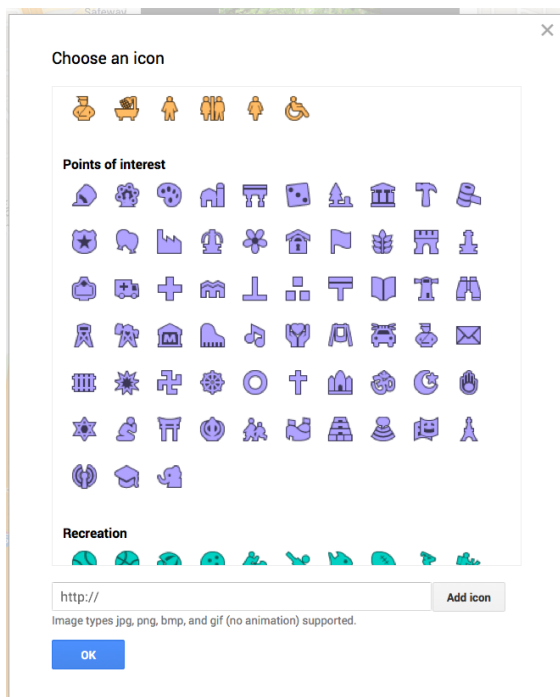 Safeway
Choose an icon
Points of interest
M
Recreation
http://
Add icon
Image types jpg, png, bmp, and gif (no animation) supported.
OK